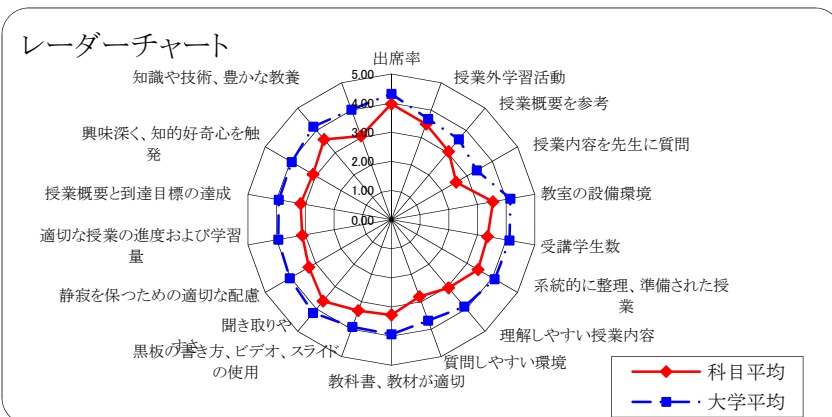 レーダーチャート
出席率
授業外学習活動
授業概要を参考
授業内容を先生に質問
教室の設備環境
受講学生数
系統的に整理、準備された授
業
理解しやすい授業内容
質問しやすい環境
教科書、教材が適切
黒板の書き方、ビデオ、スライド
の使用
聞き取りや
すさ
静寂を保つための適切な配慮
適切な授業の進度および学習
量
授業概要と到達目標の達成
興味深く、知的好奇心を触
発
知識や技術、豊かな教養
5.00
4.00
3.00
2.00
1.00
0.00
科目平均
大学平均